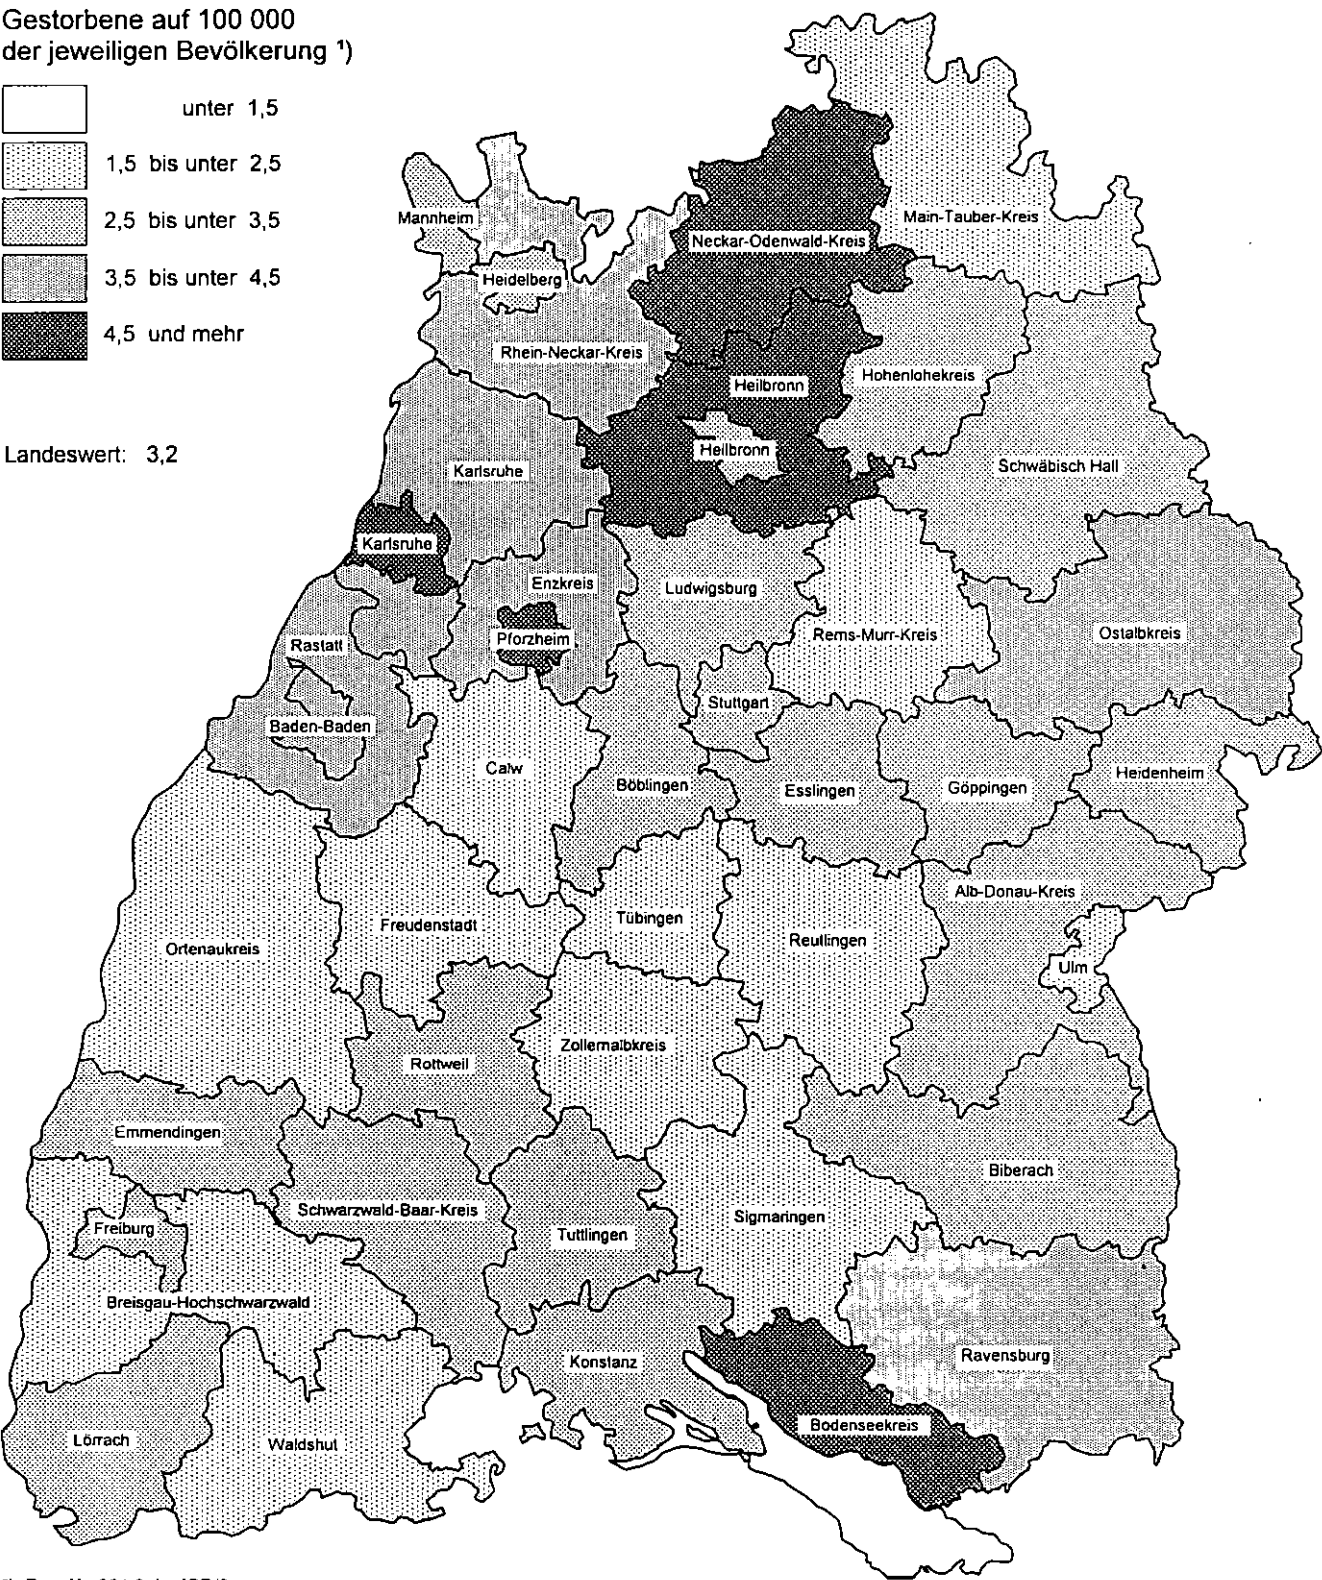 Gestorbene auf 100 000
der jeweiligen Bevölkerung ¹)
unter 1,5
1,5 bis unter 2,5
2,5 bis unter 3,5
3,5 bis unter 4,5
4,5 und mehr
Landeswert: 3,2
Main-Tauber-Kreis
Mannheim
Neckar-Odenwald-Kreis
Heidelberg
Rhein-Neckar-Kreis
Hohenlohekreis
Heilbronn
Heilbronn
Schwäbisch Hall
Karlsruhe
Karlsruhe
Enzkreis
Ludwigsburg
Pforzheim
Rems-Murr-Kreis
Ostalbkreis
Rastatt
Stuttgart
Baden-Baden
Calw
Böblingen
Esslingen
Göppingen
Heidenheim
Alb-Donau-Kreis
Freudenstadt
Tübingen
Reutlingen
Ortenaukreis
Ulm
Rottweil
Zollernalbkreis
Emmendingen
Biberach
Schwarzwald-Baar-Kreis
Sigmaringen
Freiburg
Tuttlingen
Breisgau-Hochschwarzwald
Konstanz
Ravensburg
Bodenseekreis
Lörrach
Waldshut